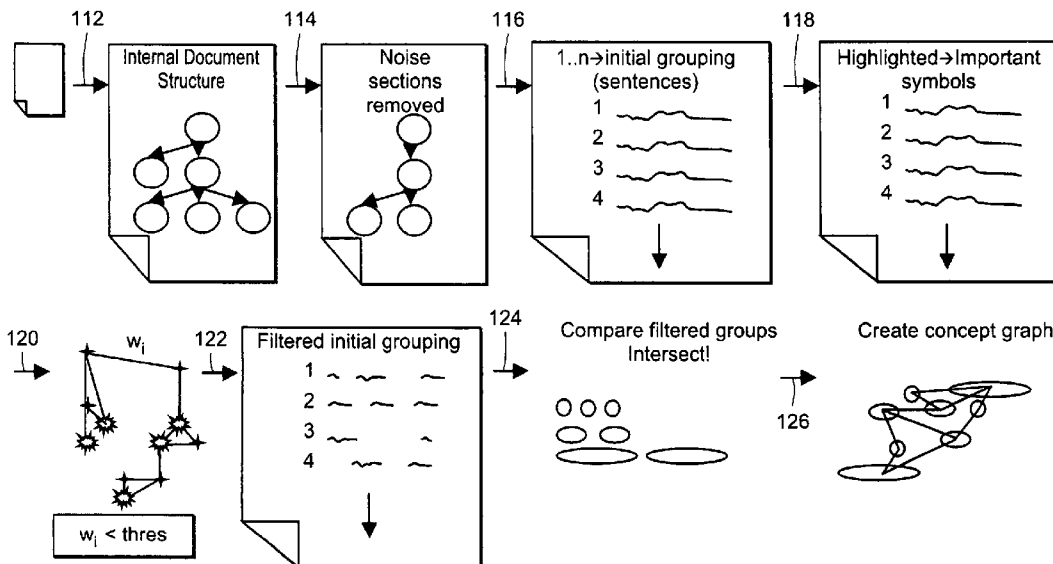 112
114
116
118
Internal Document
Structure
Noise
sections
removed
1..n→initial grouping
(sentences)
1
2
3
4
Highlighted→Important
symbols
1
2
3
4
120
wi
wi < thres
122
Filtered initial grouping
1
2
3
4
124
Compare filtered groups
Intersect!
126
Create concept graph